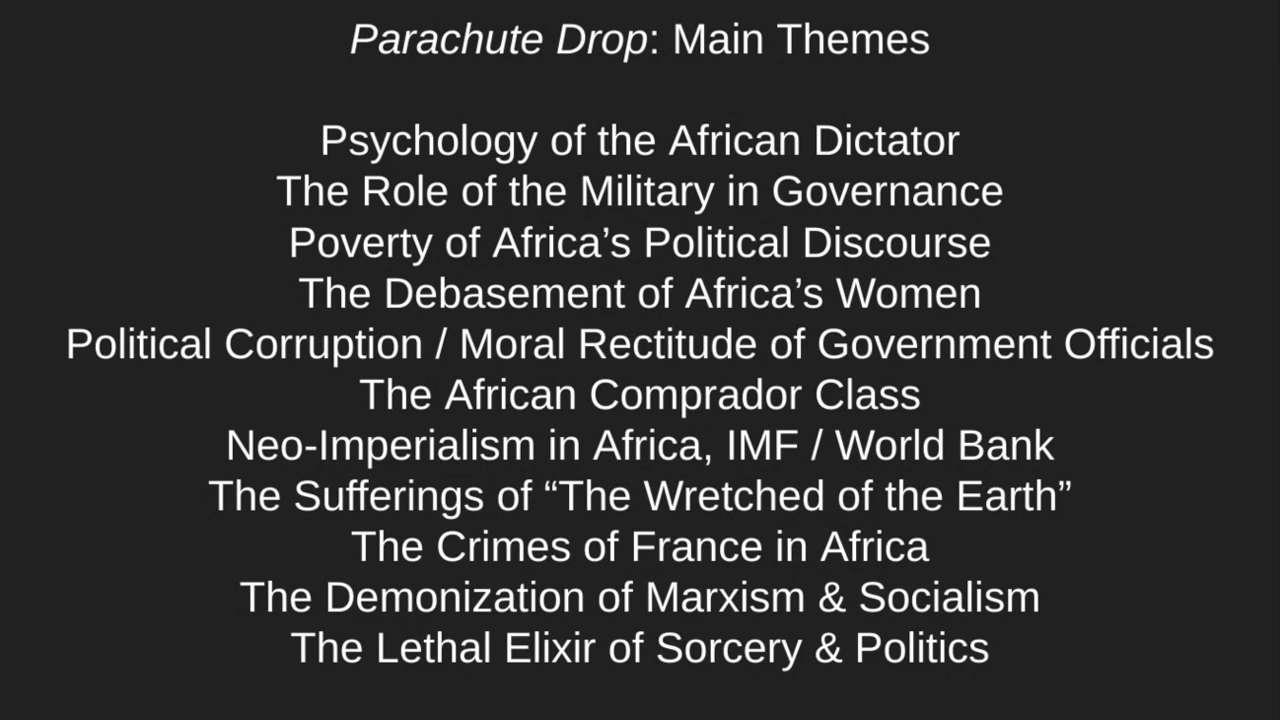 Parachute Drop: Main Themes
Psychology of the African Dictator
The Role of the Military in Governance
Poverty of Africa’s Political Discourse
The Debasement of Africa’s Women
Political Corruption / Moral Rectitude of Government Officials
The African Comprador Class
Neo-Imperialism in Africa, IMF / World Bank
The Sufferings of “The Wretched of the Earth”
The Crimes of France in Africa
The Demonization of Marxism & Socialism
The Lethal Elixir of Sorcery & Politics